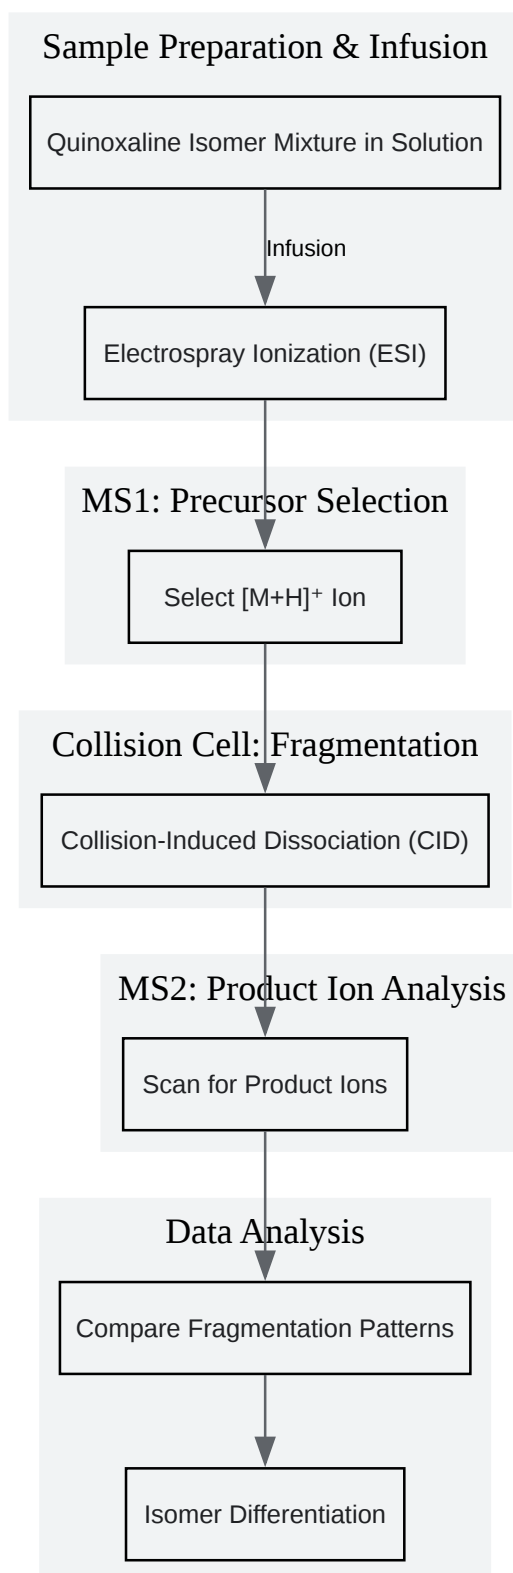 Sample Preparation & Infusion
Quinoxaline Isomer Mixture in Solution
Infusion
Electrospray Ionization (ESI)
MS1: Precursor Selection
Select [M+H]⁺ Ion
Collision Cell: Fragmentation
Collision-Induced Dissociation (CID)
MS2: Product Ion Analysis
Scan for Product Ions
Data Analysis
Compare Fragmentation Patterns
Isomer Differentiation